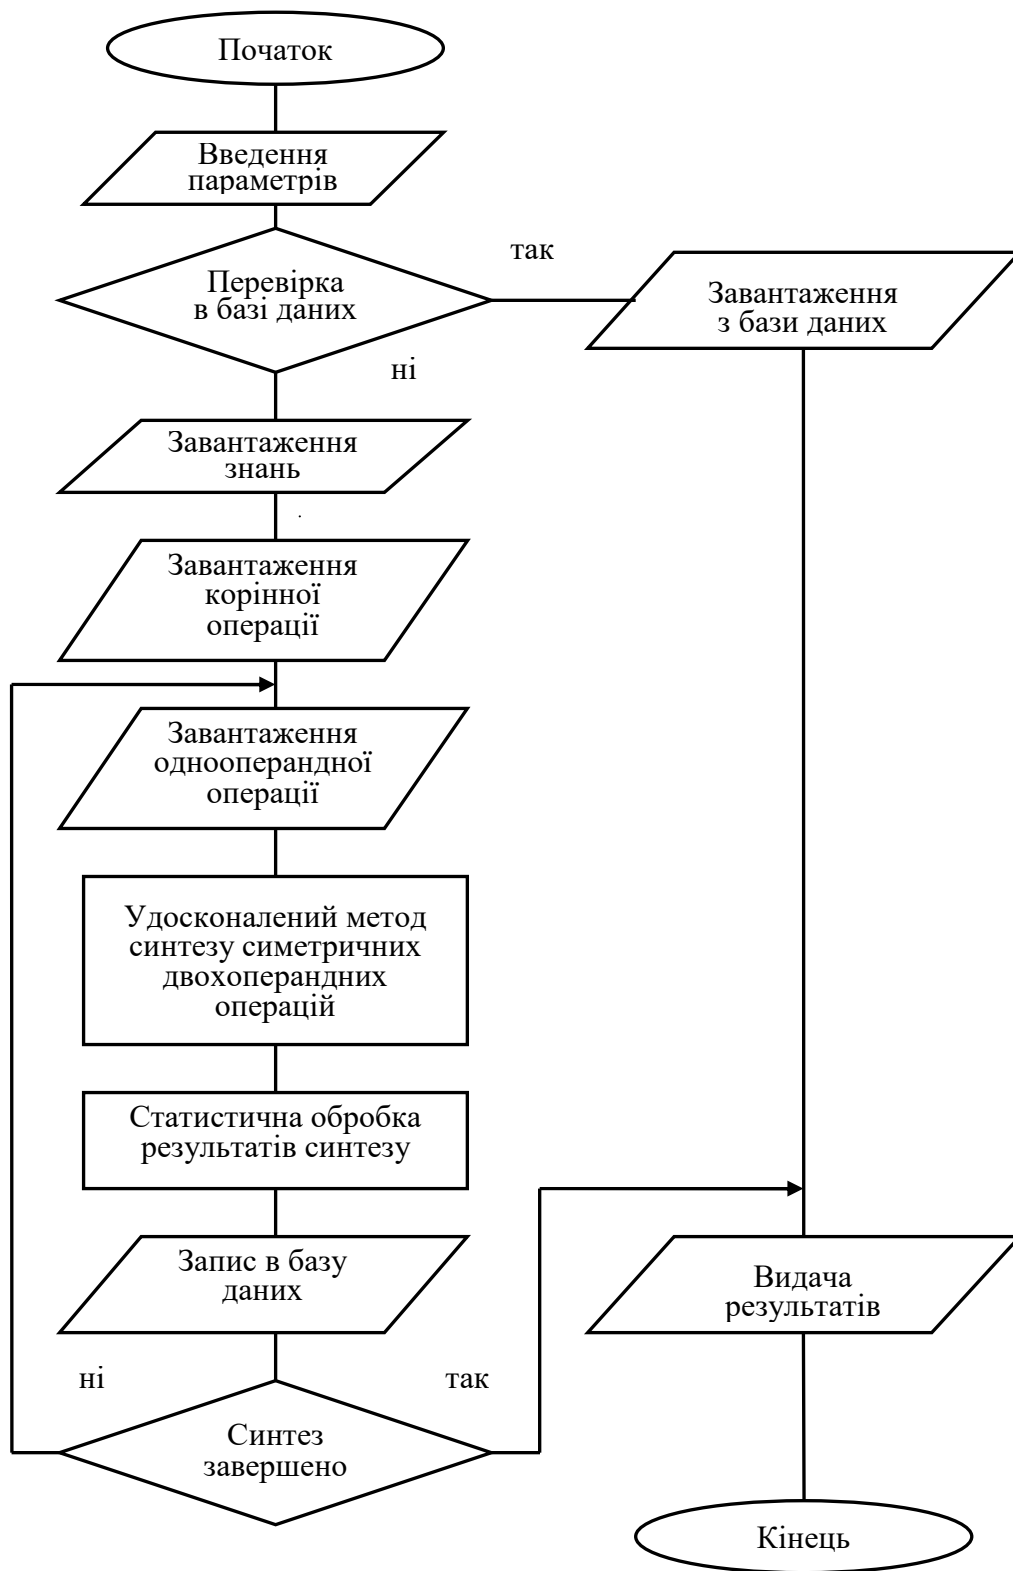 Початок
Введення
параметрів
так
Перевірка
в базі даних
Завантаження
з бази даних
ні
Завантаження
знань
Завантаження
корінної
операції
Завантаження
однооперандної
операції
Удосконалений метод
синтезу симетричних
двохоперандних
операцій
Статистична обробка
результатів синтезу
Запис в базу
даних
Видача
результатів
ні
так
Синтез
завершено
Кінець